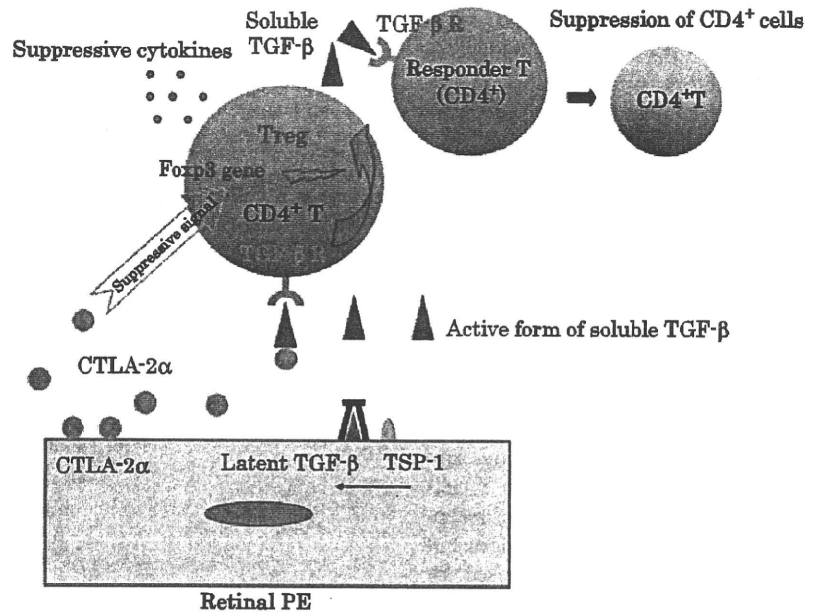 Suppressive cytokines
Soluble
TGF-β
TGF-β R
Suppression of CD4⁺ cells
Responder T
(CD4⁺)
CD4⁺T
Treg
Foxp3 gene
CD4⁺ T
TGF-β R
Suppressive signal
Active form of soluble TGF-β
CTLA-2α
CTLA-2α
Latent TGF-β
TSP-1
Retinal PE